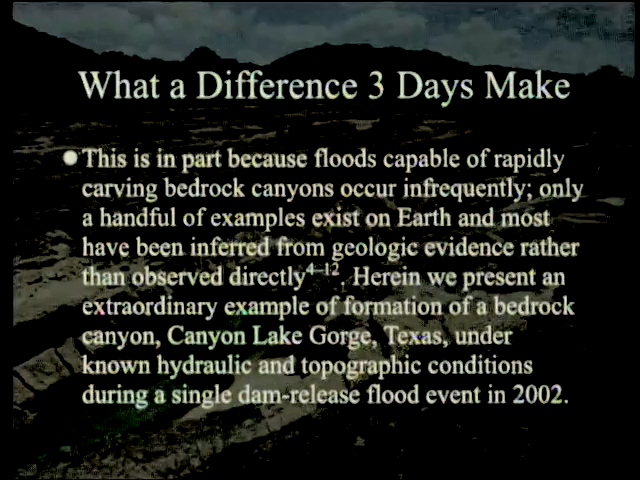 What a Difference 3 Days Make
This is in part because floods capable of rapidly
carving bedrock canyons occur infrequently; only
a handful of examples exist on Earth and most
have been inferred from geologic evidence rather
than observed directly⁴⁻¹². Herein we present an
extraordinary example of formation of a bedrock
canyon, Canyon Lake Gorge, Texas, under
known hydraulic and topographic conditions
during a single dam-release flood event in 2002.